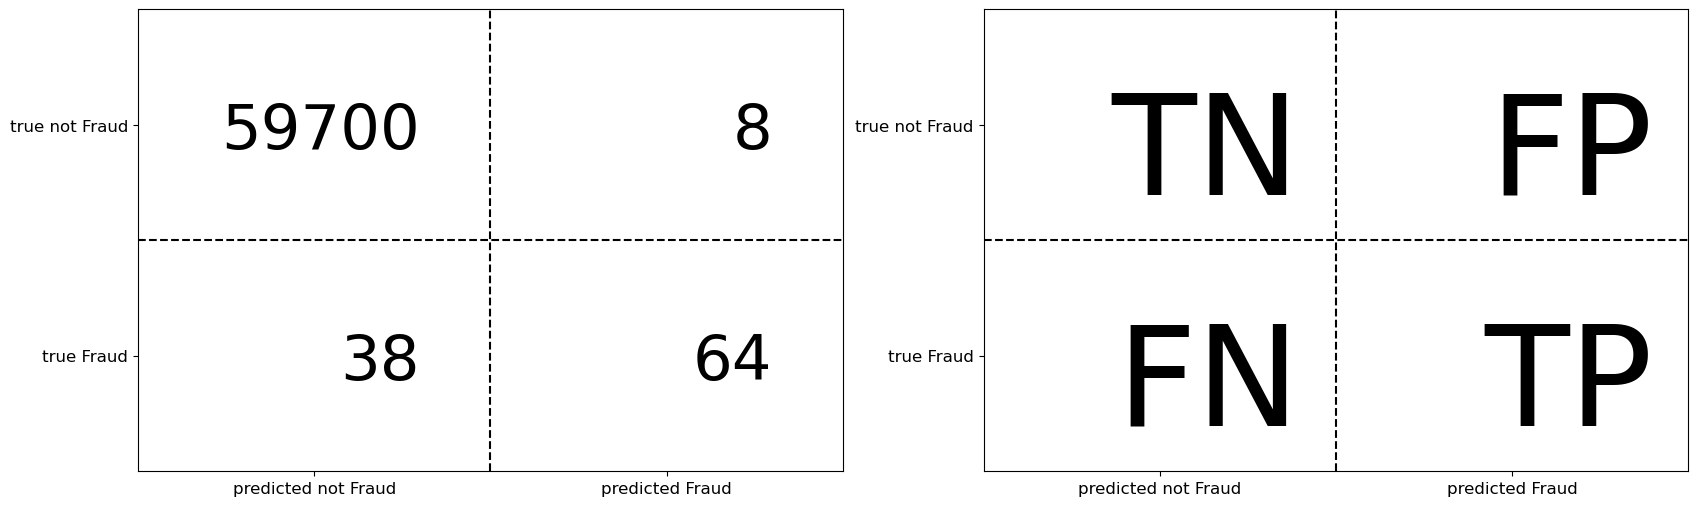 true not Fraud 59700 8
true Fraud 38 64
predicted not Fraud predicted Fraud
true not Fraud TN FP
true Fraud FN TP
predicted not Fraud predicted Fraud